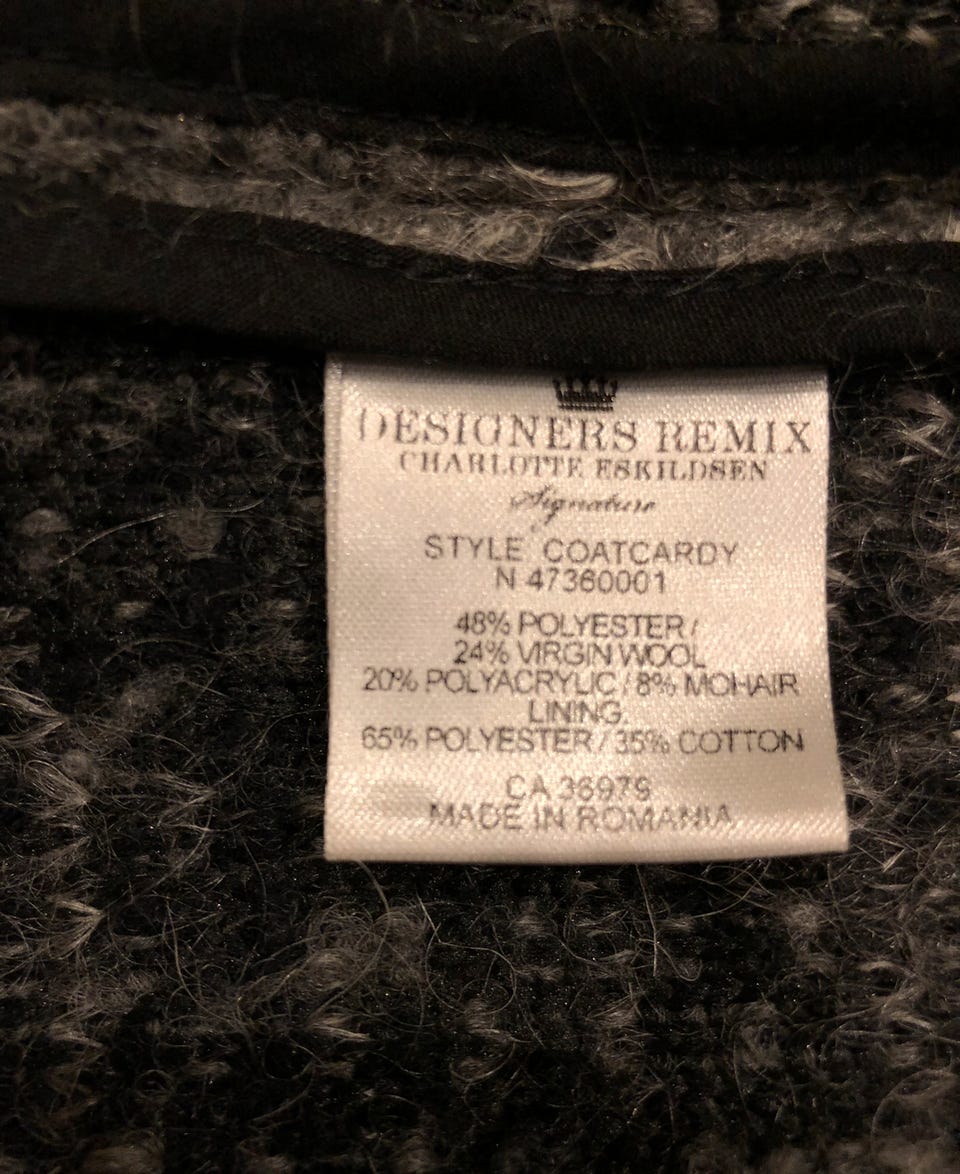 DESIGNERS REMIX
CHARLOTTE ESKILDSEN
Signature
STYLE COATCARDY
N 47360001
48% POLYESTER /
24% VIRGIN WOOL
20% POLYACRYLIC / 8% MOHAIR
LINING:
65% POLYESTER / 35% COTTON
CA 36979
MADE IN ROMANIA